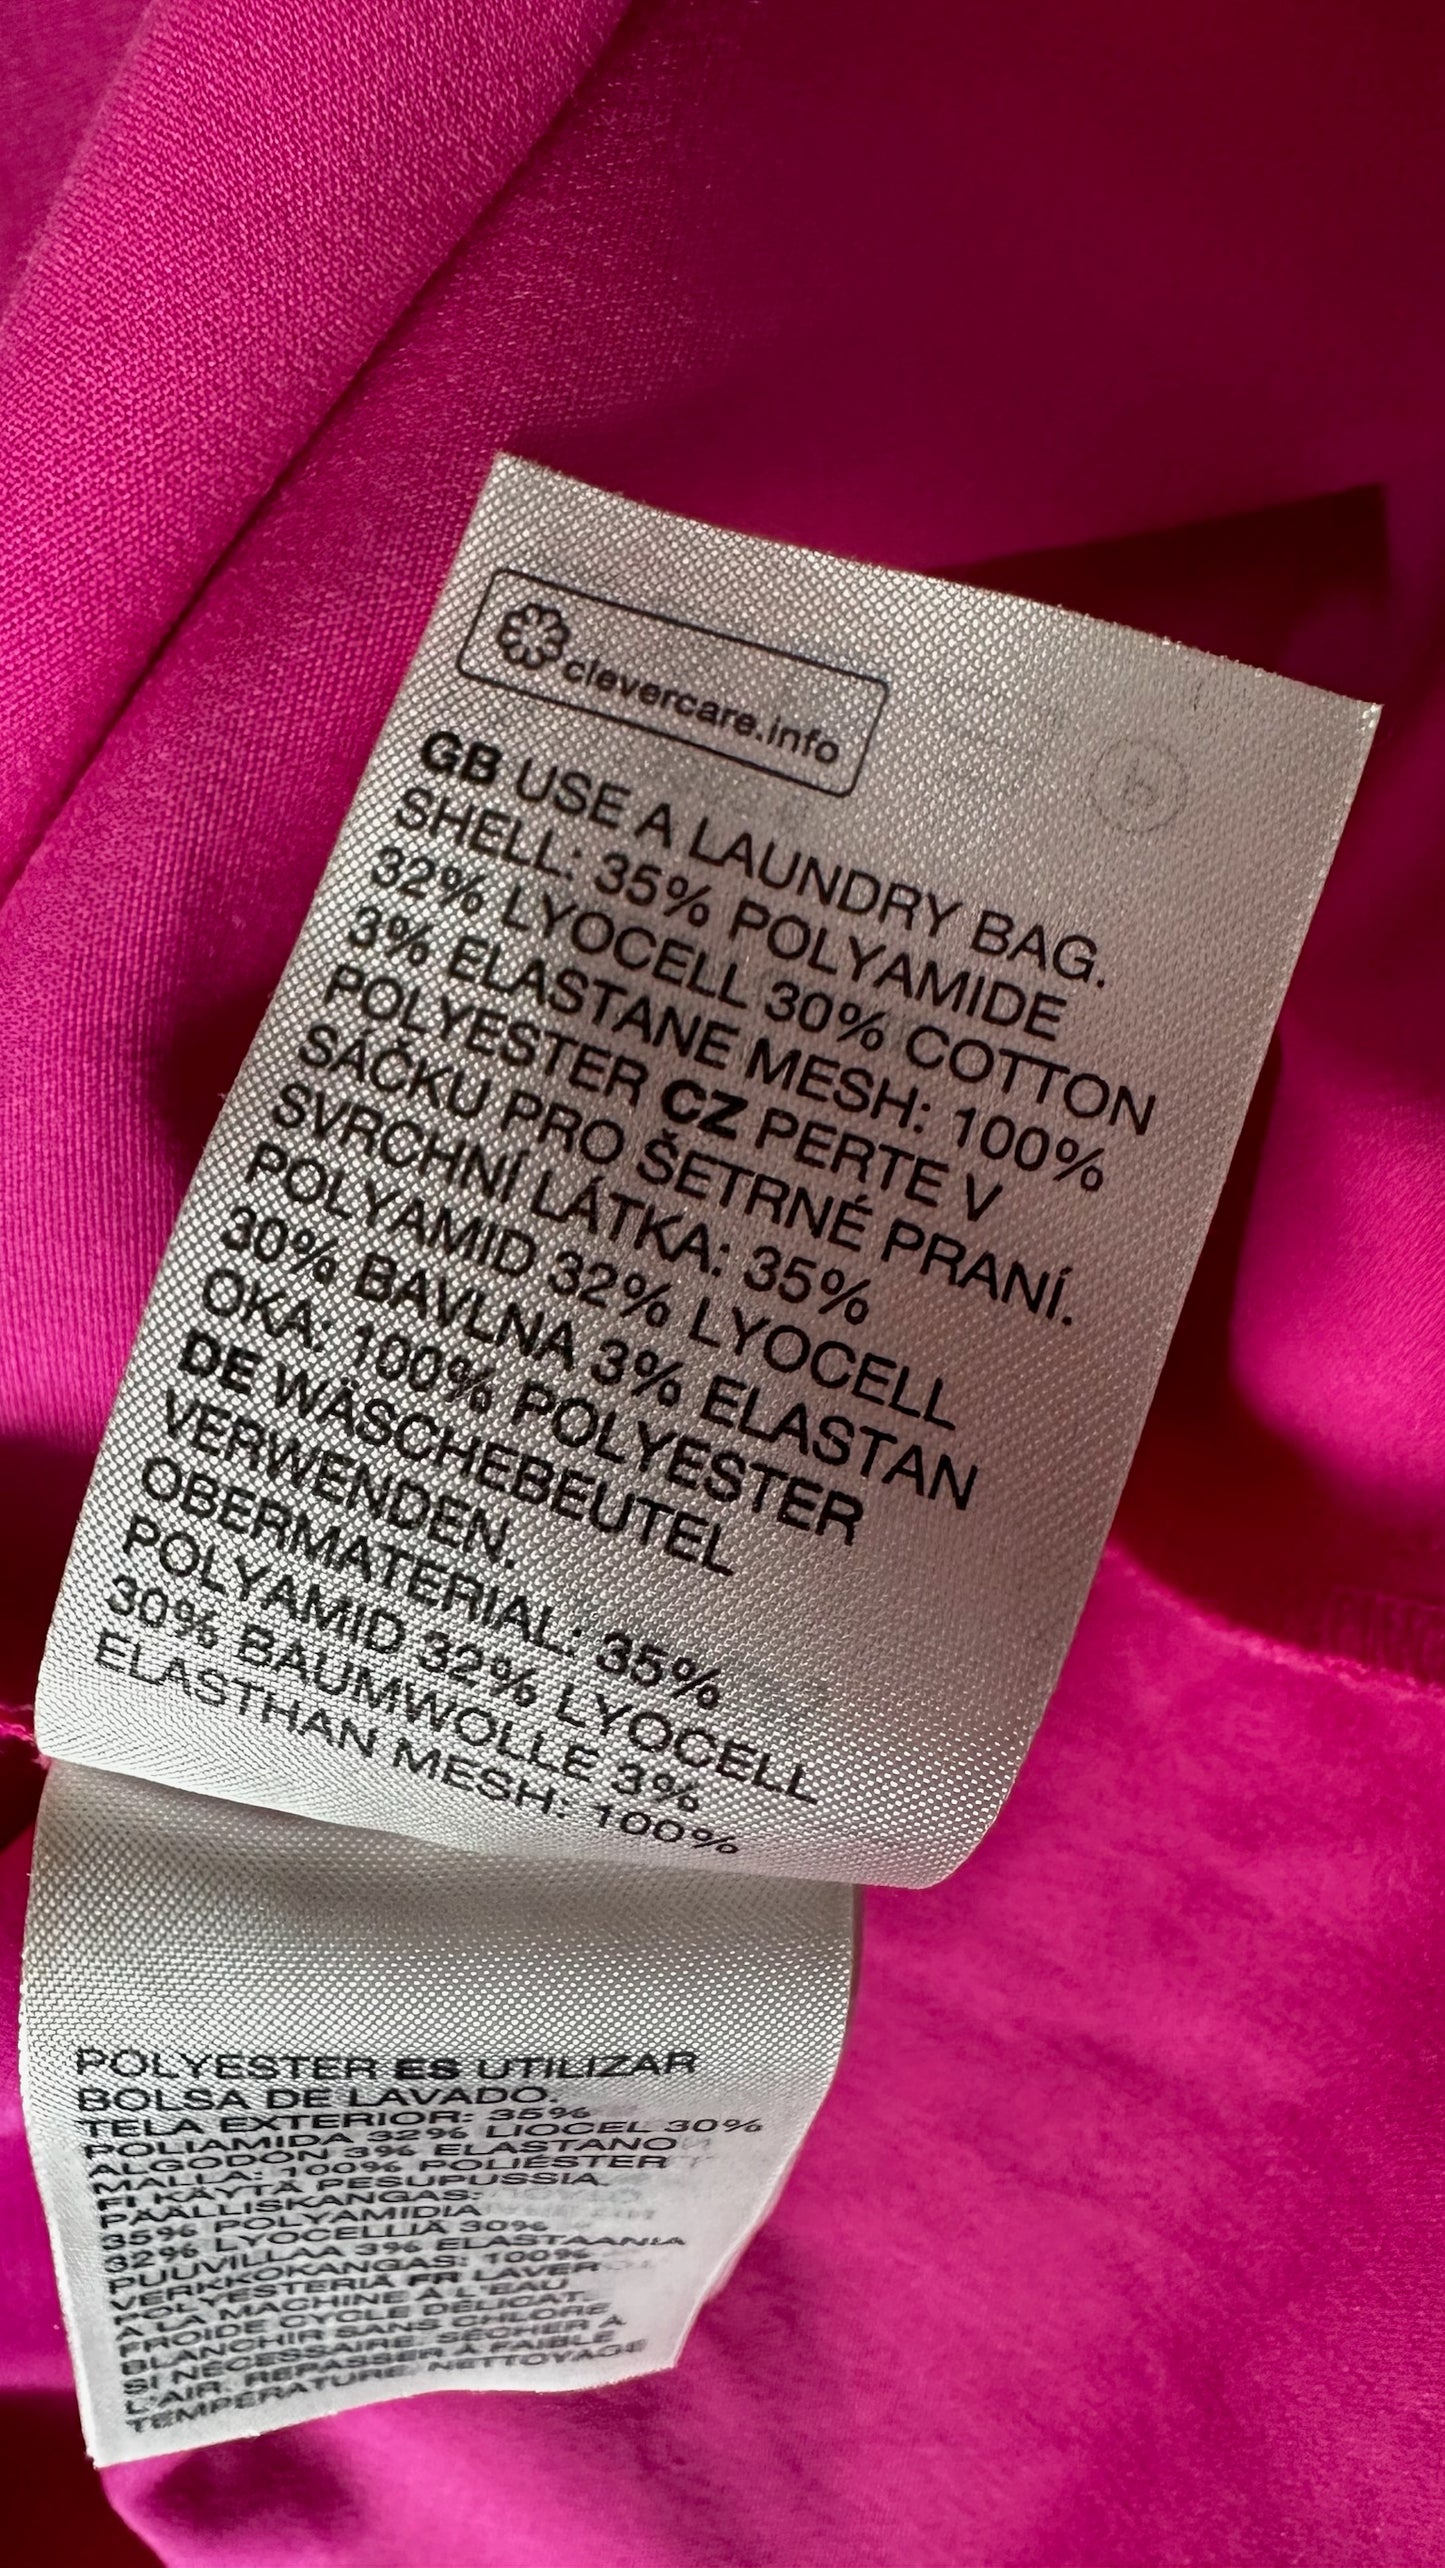 clevercare.info
GB USE A LAUNDRY BAG.
SHELL: 35% POLYAMIDE
32% LYOCELL 30% COTTON
3% ELASTANE MESH: 100%
POLYESTER CZ PERTE V
SÁČKU PRO ŠETRNÉ PRANÍ.
SVRCHNÍ LÁTKA: 35%
POLYAMID 32% LYOCELL
30% BAVLNA 3% ELASTAN
OKA: 100% POLYESTER
DE WÄSCHEBEUTEL
VERWENDEN.
OBERMATERIAL: 35%
POLYAMID 32% LYOCELL
30% BAUMWOLLE 3%
ELASTHAN MESH: 100%
POLYESTER ES UTILIZAR
BOLSA DE LAVADO.
TELA EXTERIOR: 35%
POLIAMIDA 32% LIOCEL 30%
ALGODÓN 3% ELASTANO
MALLA: 100% POLIÉSTER
FI KÄYTÄ PESUPUSSIA.
PÄÄLLISKANGAS:
35% POLYAMIDIA
32% LYOCELLIÄ 30%
PUUVILLAA 3% ELASTAANIA
VERKKOKANGAS: 100%
POLYESTERIÄ FR LAVER
À LA MACHINE À L'EAU
FROIDE CYCLE DÉLICAT.
BLANCHIR SANS CHLORE
SI NÉCESSAIRE. SÉCHER À
L'AIR. REPASSER À FAIBLE
TEMPÉRATURE. NETTOYAGE